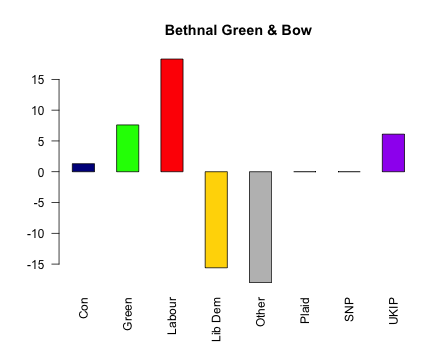 Bethnal Green & Bow
15
10
5
0
-5
-10
-15
Con
Green
Labour
Lib Dem
Other
Plaid
SNP
UKIP